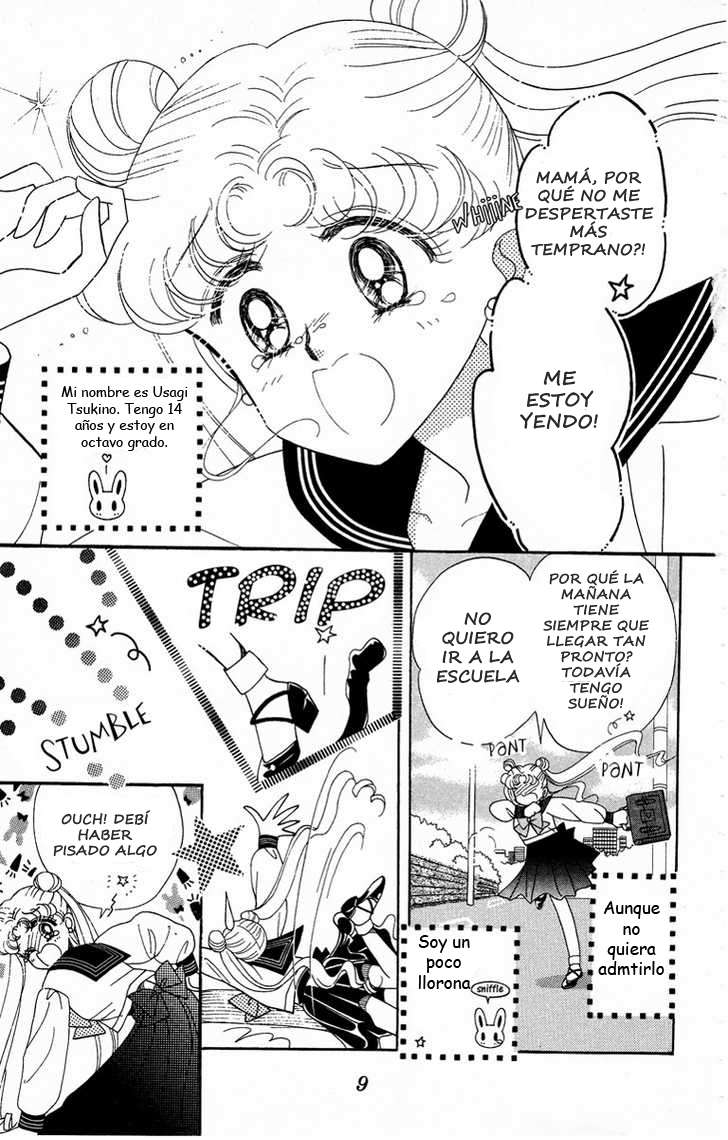 MAMÁ, POR
QUÉ NO ME
DESPERTASTE
MÁS
TEMPRANO?!
WHIIINE
ME
ESTOY
YENDO!
Mi nombre es Usagi
Tsukino. Tengo 14
años y estoy en
octavo grado.
TRIP
STUMBLE
POR QUÉ LA
MAÑANA
TIENE
SIEMPRE QUE
LLEGAR TAN
PRONTO?
TODAVÍA
TENGO
SUEÑO!
NO
QUIERO
IR A LA
ESCUELA
PANT
PANT
Aunque
no
quiera
admtirlo
Soy un
poco
llorona
sniffle
OUCH! DEBÍ
HABER
PISADO ALGO
9